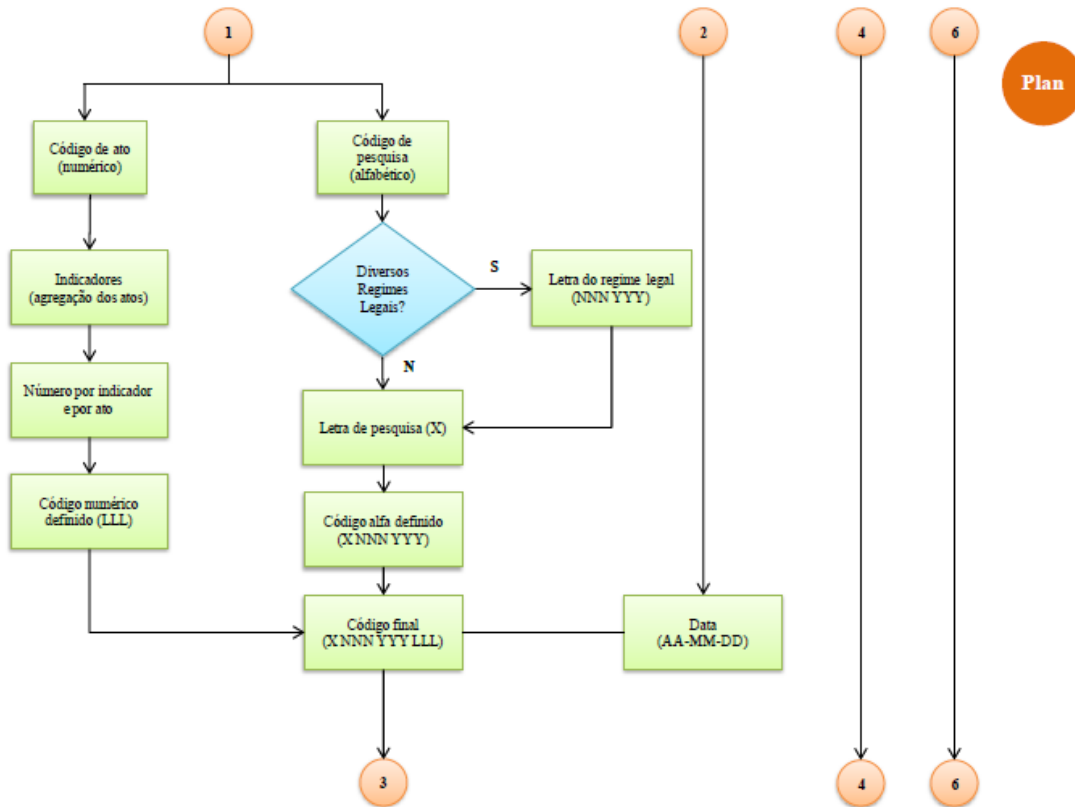 1
2
4
6
Plan
Código de ato
(numérico)
Código de
pesquisa
(alfabético)
Indicadores
(agregação dos atos)
Diversos
Regimes
Legais?
S
Letra do regime legal
(NNN YYY)
N
Número por indicador
e por ato
Letra de pesquisa (X)
Código numérico
definido (LLL)
Código alfa definido
(X NNN YYY)
Código final
(X NNN YYY LLL)
Data
(AA-MM-DD)
3
4
6